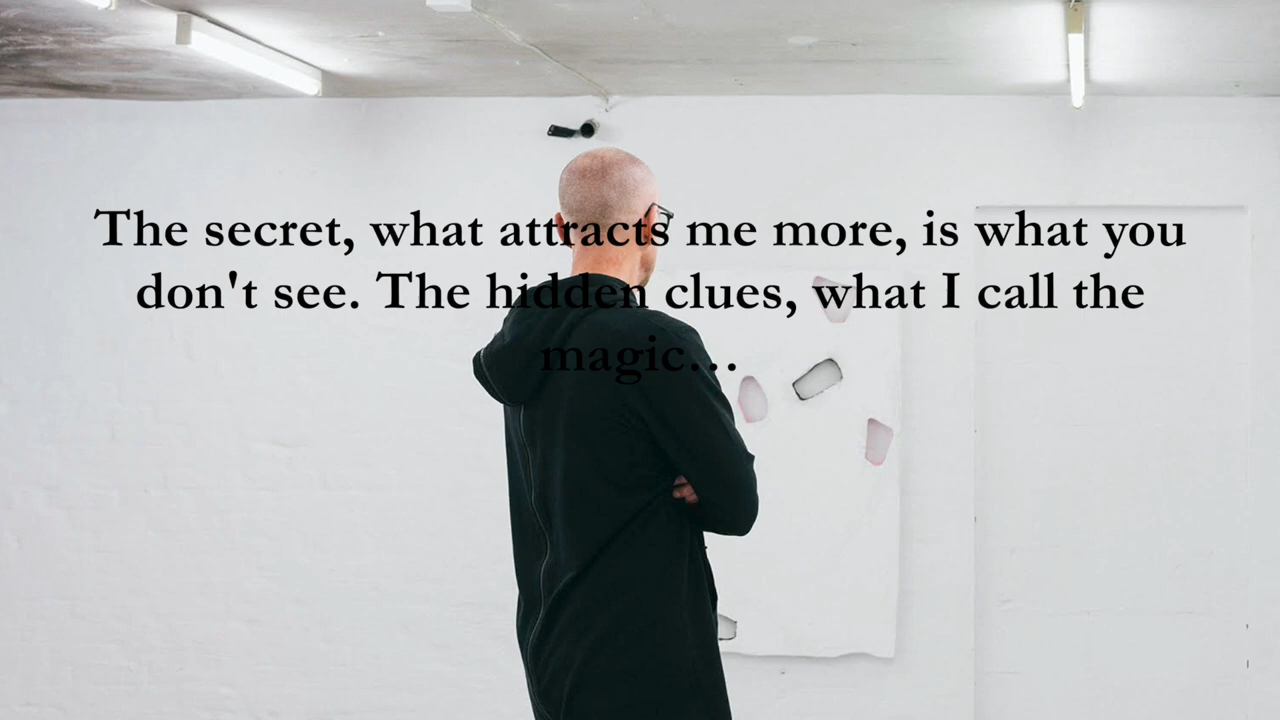 The secret, what attracts me more, is what you
don't see. The hidden clues, what I call the
magic…